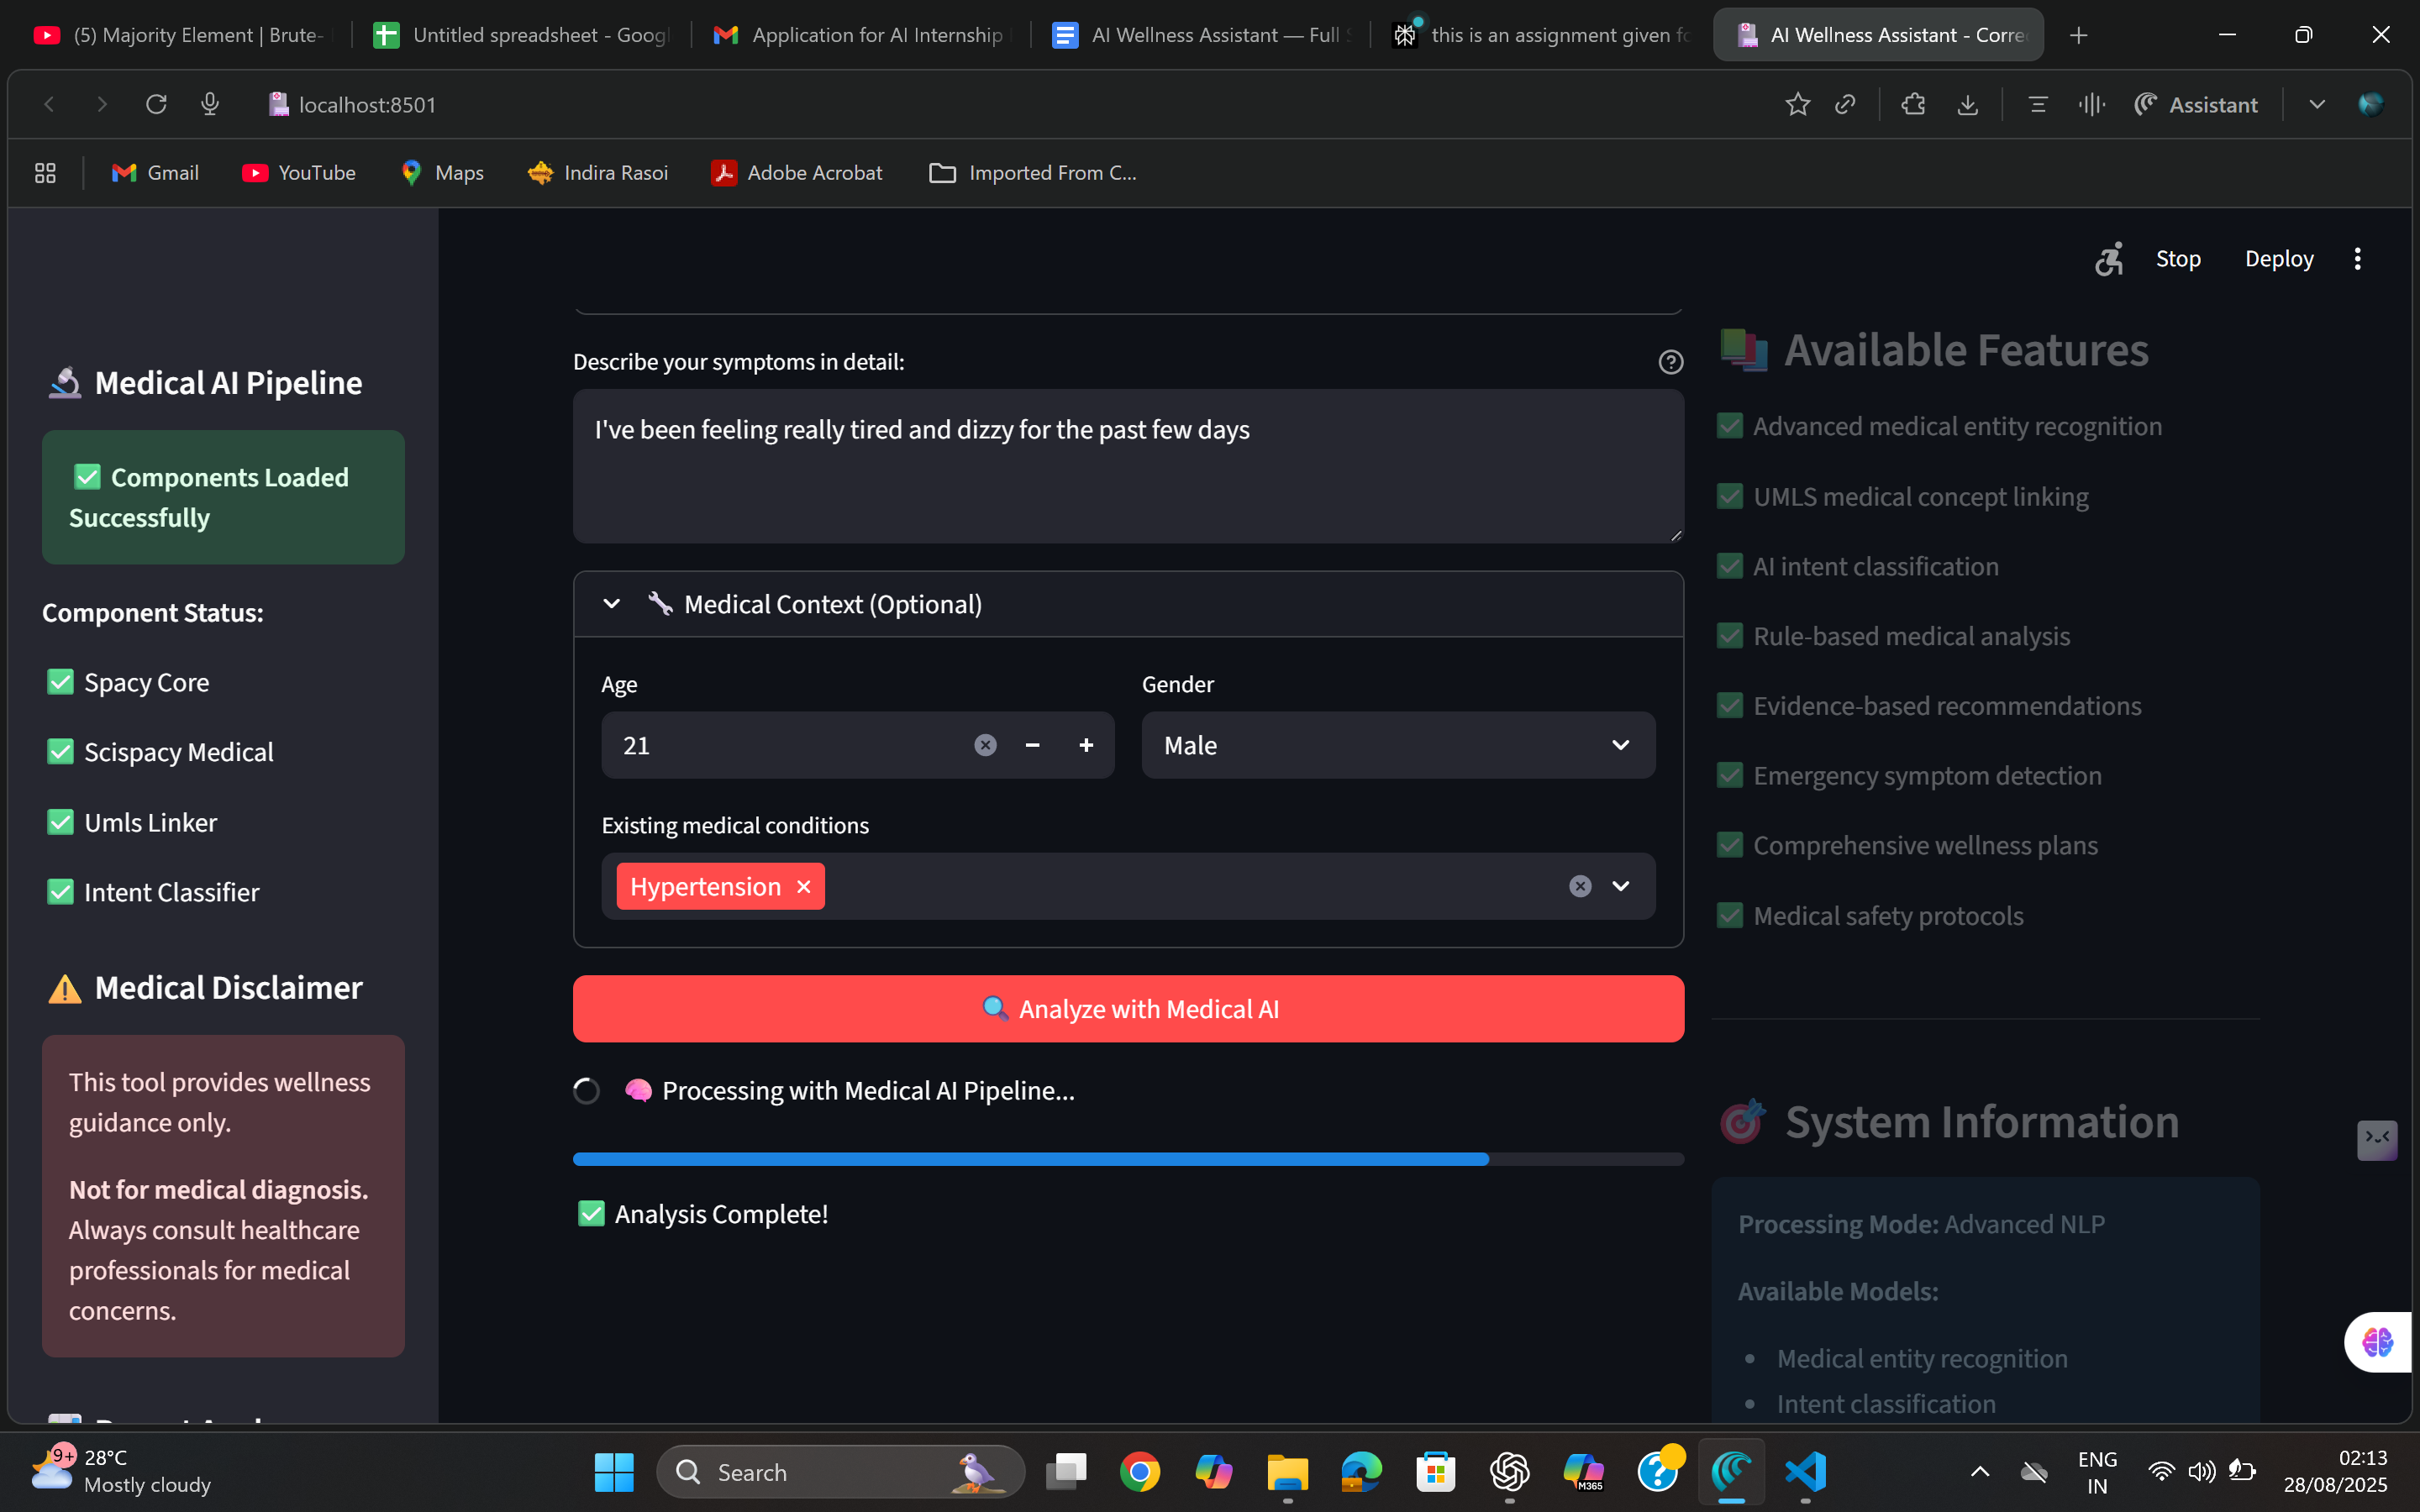 (5) Majority Element | Brute-
Untitled spreadsheet - Googl
Application for AI Internship
AI Wellness Assistant — Full S
this is an assignment given fo
AI Wellness Assistant - Corre
localhost:8501
Assistant
Gmail
YouTube
Maps
Indira Rasoi
Adobe Acrobat
Imported From C...
Stop
Deploy
Medical AI Pipeline
Components Loaded
Successfully
Component Status:
Spacy Core
Scispacy Medical
Umls Linker
Intent Classifier
Medical Disclaimer
This tool provides wellness
guidance only.
Not for medical diagnosis.
Always consult healthcare
professionals for medical
concerns.
Describe your symptoms in detail:
I've been feeling really tired and dizzy for the past few days
Medical Context (Optional)
Age
Gender
21
Male
Existing medical conditions
Hypertension
Analyze with Medical AI
Processing with Medical AI Pipeline...
Analysis Complete!
Available Features
Advanced medical entity recognition
UMLS medical concept linking
AI intent classification
Rule-based medical analysis
Evidence-based recommendations
Emergency symptom detection
Comprehensive wellness plans
Medical safety protocols
System Information
Processing Mode: Advanced NLP
Available Models:
Medical entity recognition
Intent classification
9+
28°C
Mostly cloudy
Search
M365
ENG
IN
02:13
28/08/2025